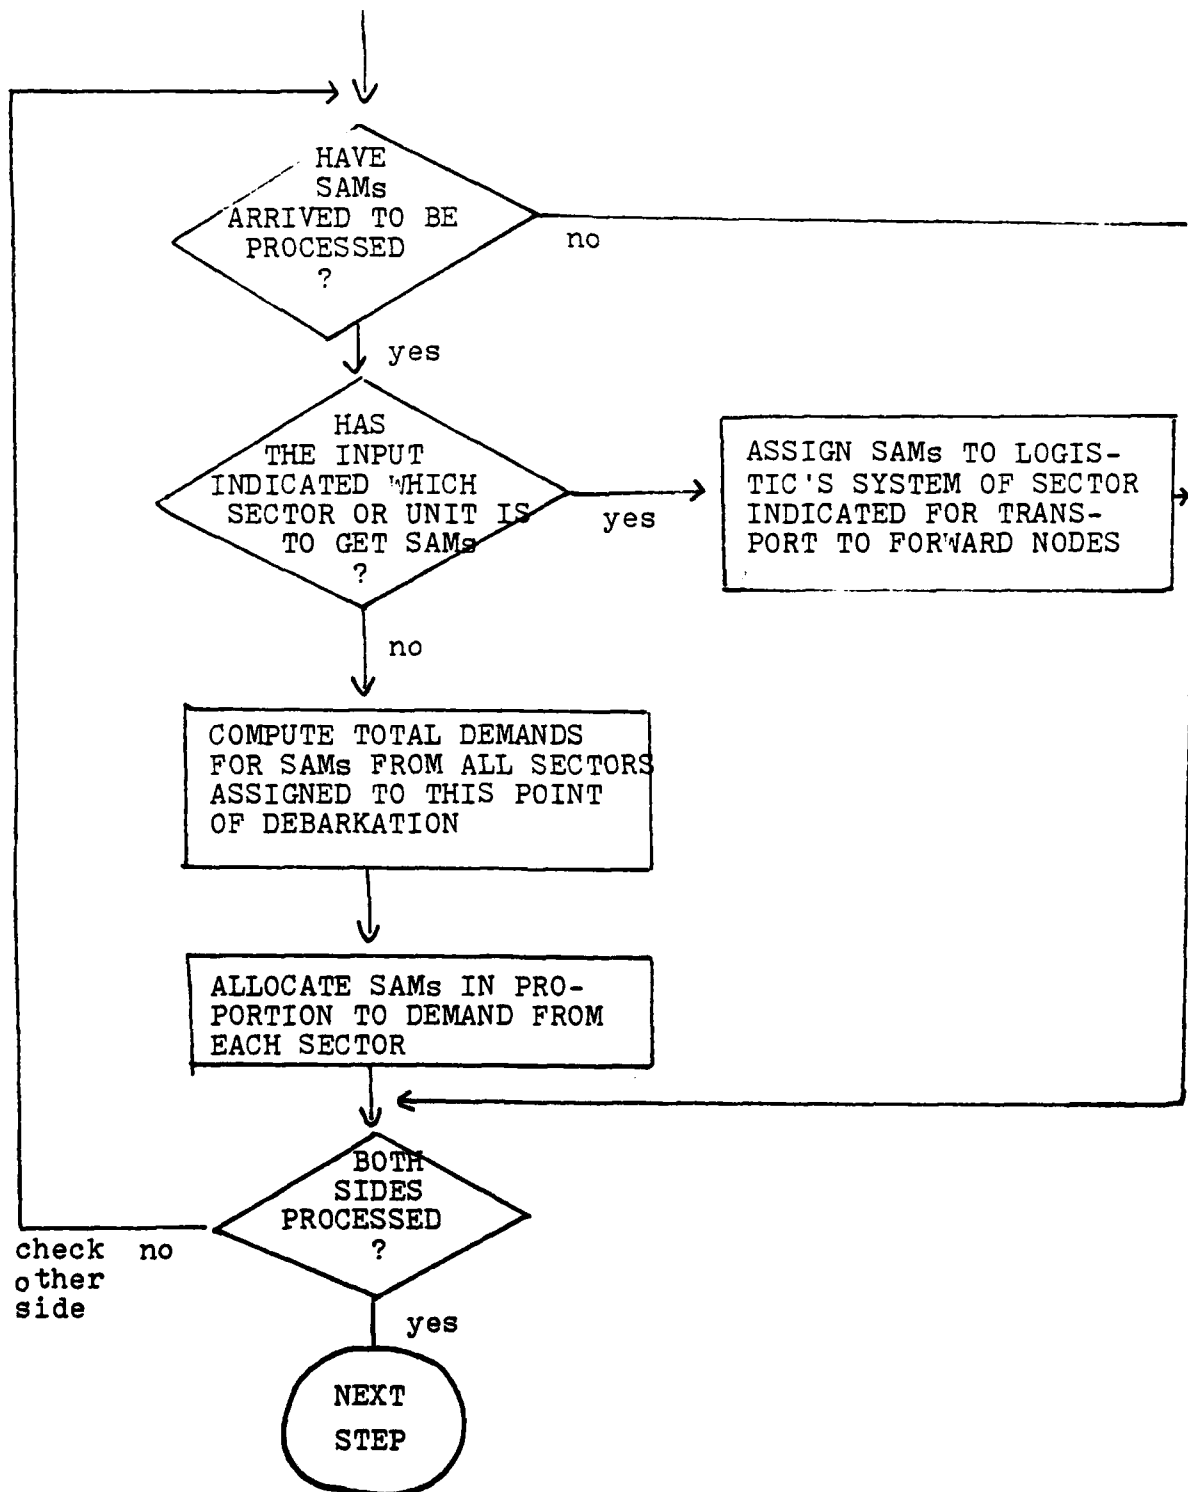 HAVE
SAMs
ARRIVED TO BE
PROCESSED
?
no
yes
HAS
THE INPUT
INDICATED WHICH
SECTOR OR UNIT IS
TO GET SAMs
?
yes
ASSIGN SAMs TO LOGIS-
TIC'S SYSTEM OF SECTOR
INDICATED FOR TRANS-
PORT TO FORWARD NODES
no
COMPUTE TOTAL DEMANDS
FOR SAMs FROM ALL SECTORS
ASSIGNED TO THIS POINT
OF DEBARKATION
ALLOCATE SAMs IN PRO-
PORTION TO DEMAND FROM
EACH SECTOR
BOTH
SIDES
PROCESSED
?
check no
other
side
yes
NEXT
STEP